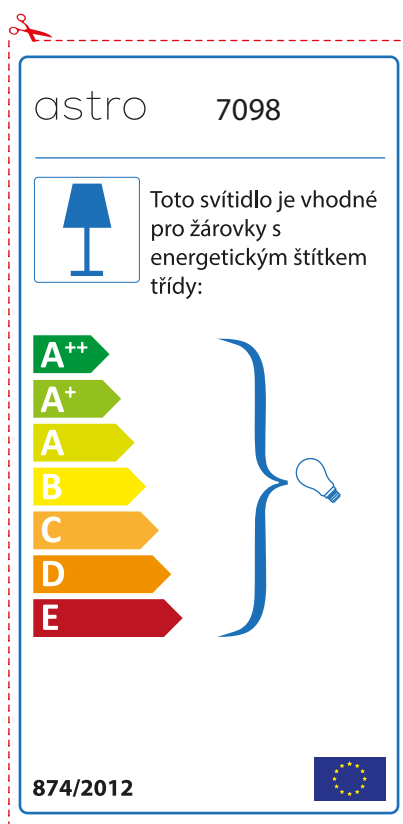 astro 7098
Toto svítidlo je vhodné
pro žárovky s
energetickým štítkem
třídy:
A++
A+
A
B
C
D
E
874/2012